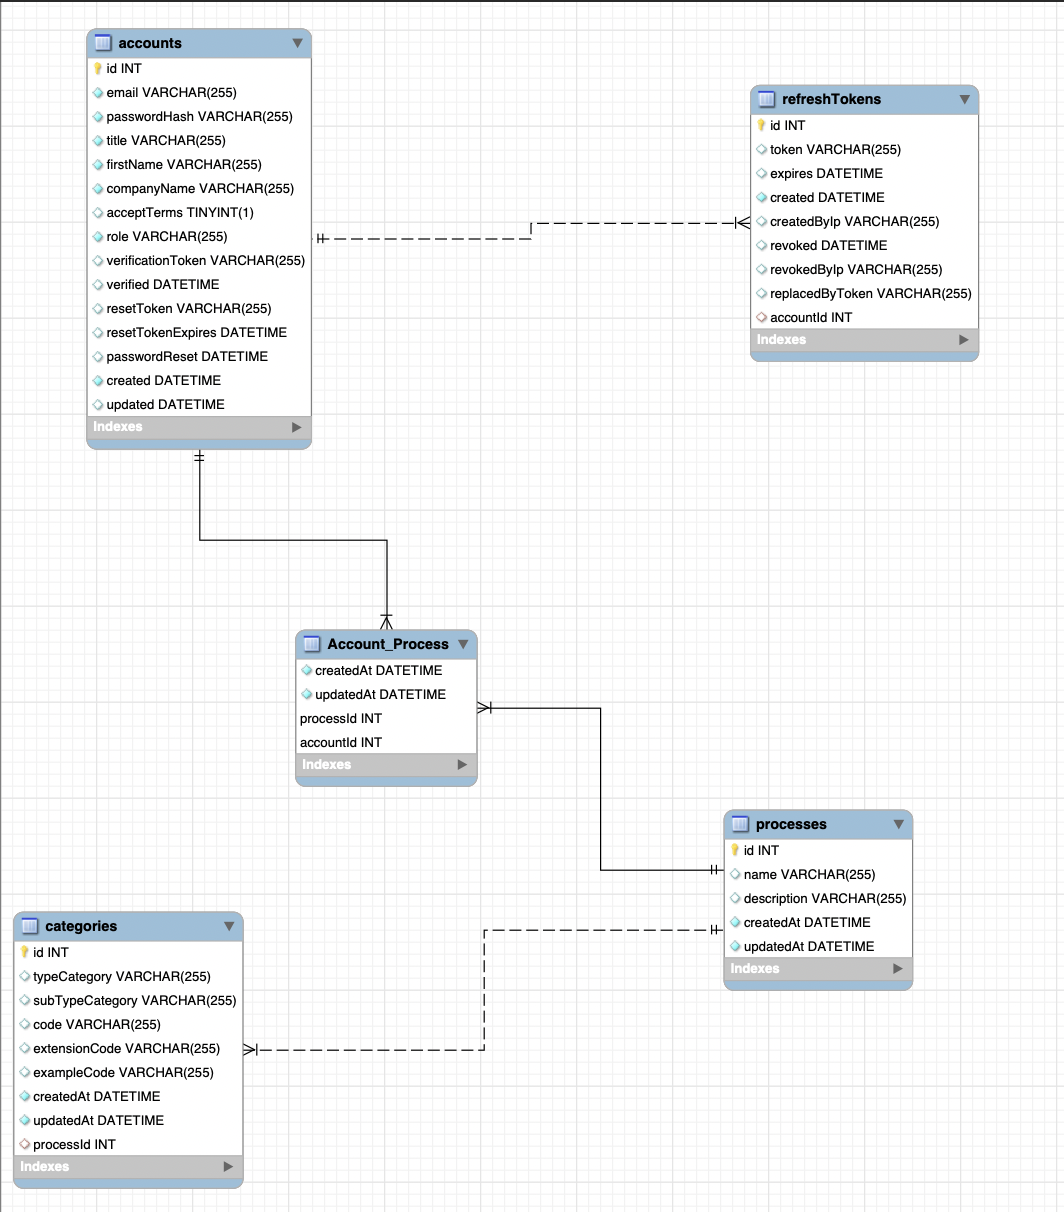 accounts
id INT
email VARCHAR(255)
passwordHash VARCHAR(255)
title VARCHAR(255)
firstName VARCHAR(255)
companyName VARCHAR(255)
acceptTerms TINYINT(1)
role VARCHAR(255)
verificationToken VARCHAR(255)
verified DATETIME
resetToken VARCHAR(255)
resetTokenExpires DATETIME
passwordReset DATETIME
created DATETIME
updated DATETIME
Indexes
refreshTokens
id INT
token VARCHAR(255)
expires DATETIME
created DATETIME
createdByIp VARCHAR(255)
revoked DATETIME
revokedByIp VARCHAR(255)
replacedByToken VARCHAR(255)
accountId INT
Indexes
Account_Process
createdAt DATETIME
updatedAt DATETIME
processId INT
accountId INT
Indexes
processes
id INT
name VARCHAR(255)
description VARCHAR(255)
createdAt DATETIME
updatedAt DATETIME
Indexes
categories
id INT
typeCategory VARCHAR(255)
subTypeCategory VARCHAR(255)
code VARCHAR(255)
extensionCode VARCHAR(255)
exampleCode VARCHAR(255)
createdAt DATETIME
updatedAt DATETIME
processId INT
Indexes